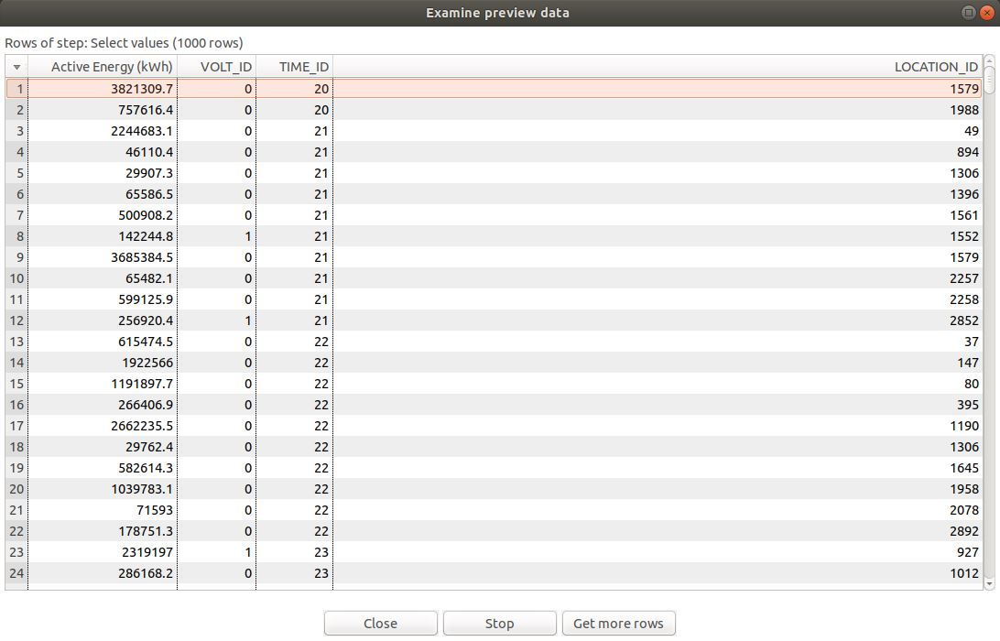 Examine preview data
Rows of step: Select values (1000 rows)
Active Energy (kWh) VOLT_ID TIME_ID LOCATION_ID
1 3821309.7 0 20 1579
2 757616.4 0 20 1988
3 2244683.1 0 21 49
4 46110.4 0 21 894
5 29907.3 0 21 1306
6 65586.5 0 21 1396
7 500908.2 0 21 1561
8 142244.8 1 21 1552
9 3685384.5 0 21 1579
10 65482.1 0 21 2257
11 599125.9 0 21 2258
12 256920.4 1 21 2852
13 615474.5 0 22 37
14 1922566 0 22 147
15 1191897.7 0 22 80
16 266406.9 0 22 395
17 2662235.5 0 22 1190
18 29762.4 0 22 1306
19 582614.3 0 22 1645
20 1039783.1 0 22 1958
21 71593 0 22 2078
22 178751.3 0 22 2892
23 2319197 1 23 927
24 286168.2 0 23 1012
Close Stop Get more rows